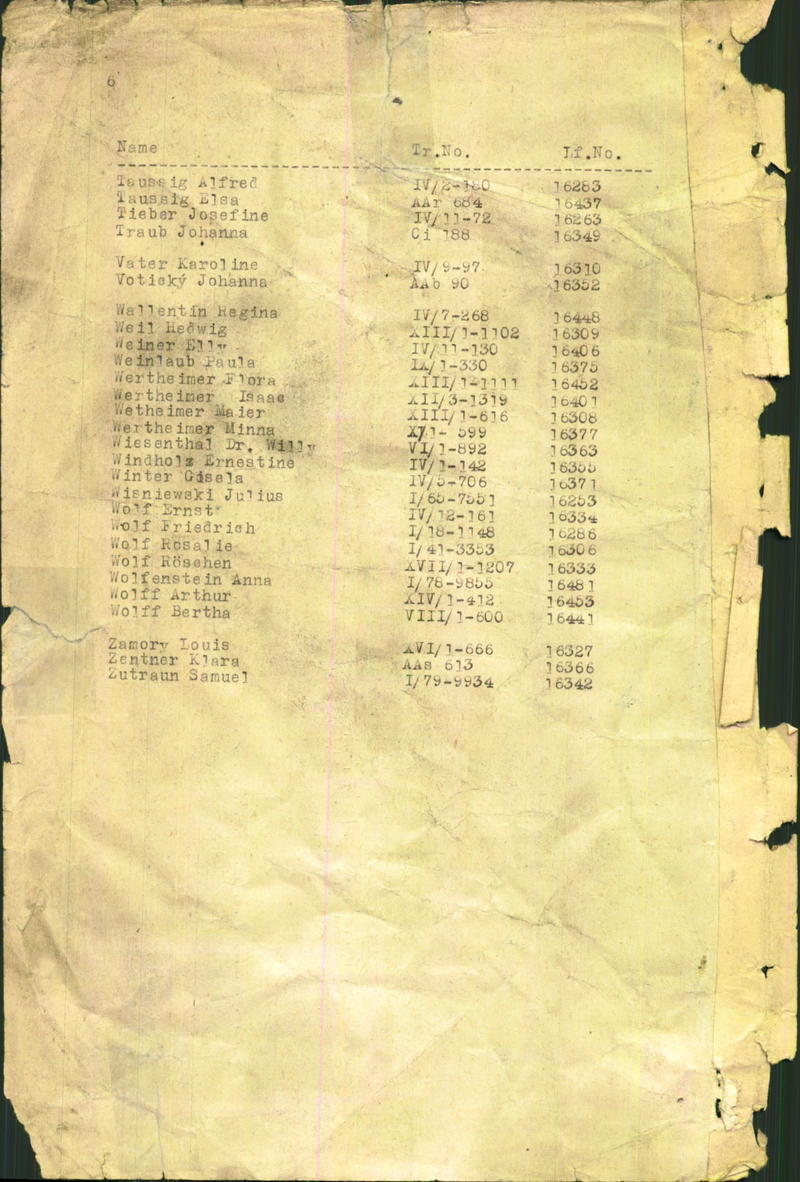 6
Name Tr.No. Lf.No.
Taussig Alfred IV/2-180 16283
Taussig Elsa AAr 684 16437
Tieber Josefine IV/11-72 16263
Traub Johanna Ci 188 16349
Vater Karoline IV/9-97 16310
Votický Johanna AAb 90 16352
Wallentin Regina IV/7-268 16448
Weil Hedwig XIII/1-1102 16309
Weiner Elly IV/11-130 16406
Weinlaub Paula IX/1-330 16375
Wertheimer Flora XIII/1-1111 16452
Wertheimer Isaac XII/3-1319 16401
Wetheimer Maier XIII/1-616 16308
Wertheimer Minna 599 16377
Wiesenthal Dr. Willy VI/1-892 16363
Windholz Ernestine IV/1-142 16355
Winter Gisela IV/5-706 16371
Wisniewski Julius I/65-7551 16253
Wolf Ernst IV/12-161 16334
Wolf Friedrich I/18-1148 16286
Wolf Rosalie I/41-3353 16306
Wolf Röschen XVII/1-1207 16333
Wolfenstein Anna I/78-9855 16481
Wolff Arthur XIV/1-412 16453
Wolff Bertha VIII/1-600 16441
Zamory Louis XVI/1-666 16327
Zentner Klara AAs 613 16366
Zutraun Samuel I/79-9934 16342